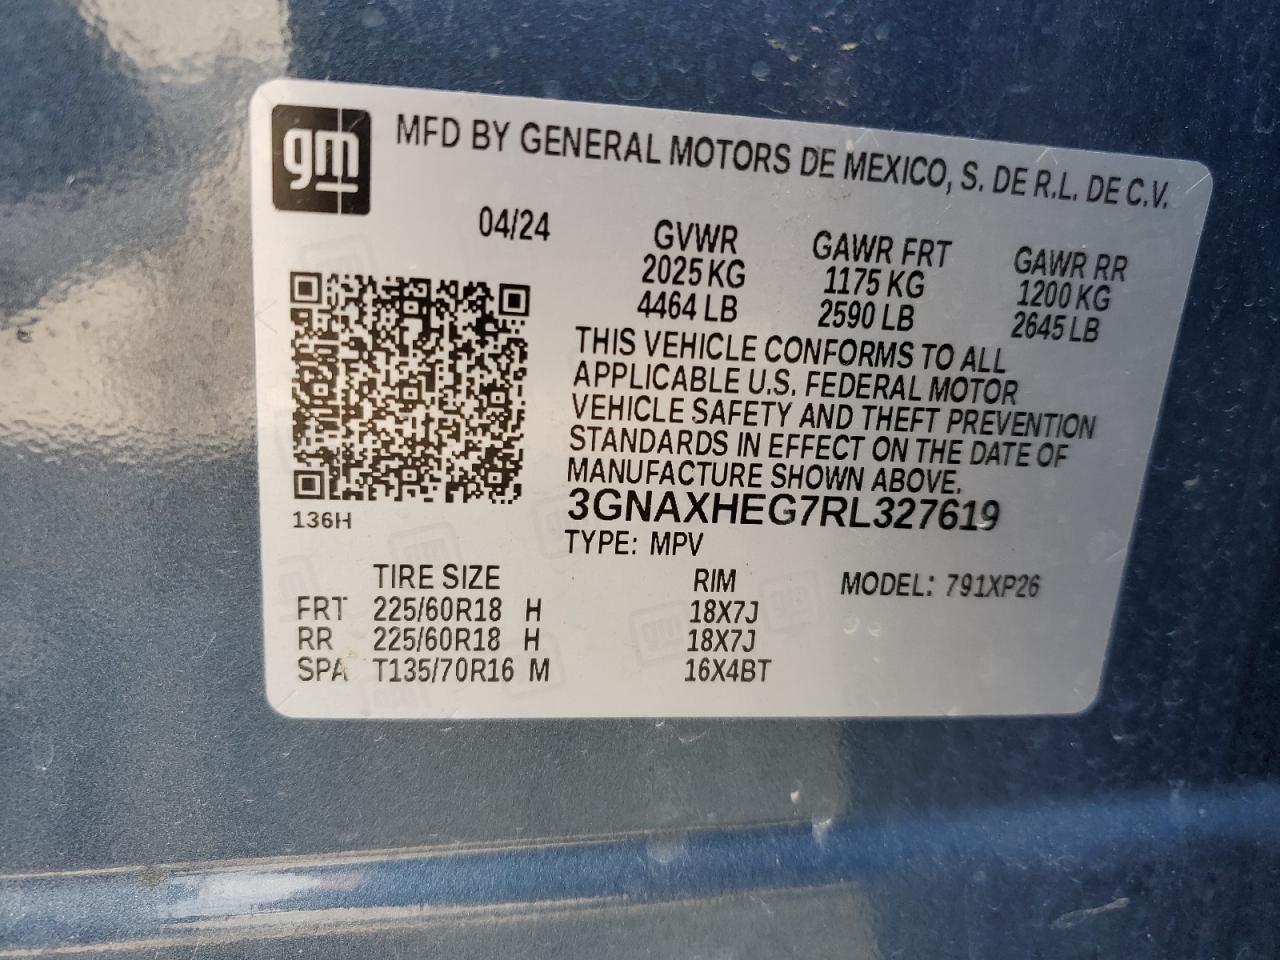 gm MFD BY GENERAL MOTORS DE MEXICO, S. DE R.L. DE C.V.
04/24 GVWR GAWR FRT GAWR RR
2025 KG 1175 KG 1200 KG
4464 LB 2590 LB 2645 LB
THIS VEHICLE CONFORMS TO ALL
APPLICABLE U.S. FEDERAL MOTOR
VEHICLE SAFETY AND THEFT PREVENTION
STANDARDS IN EFFECT ON THE DATE OF
MANUFACTURE SHOWN ABOVE.
136H 3GNAXHEG7RL327619
TYPE: MPV
TIRE SIZE RIM MODEL: 791XP26
FRT 225/60R18 H 18X7J
RR 225/60R18 H 18X7J
SPA T135/70R16 M 16X4BT